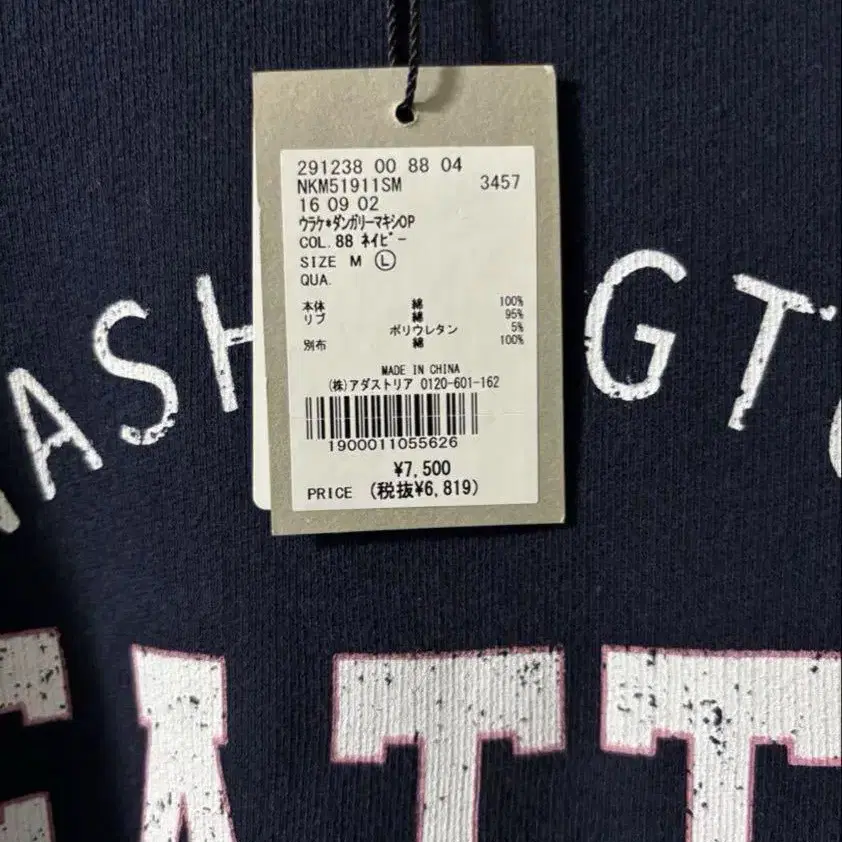 291238 00 88 04
NKM51911SM 3457
16 09 02
ウラケ*ダンガリーマキシOP
COL.88 ネイビー
SIZE M Ⓛ
QUA.
本体 綿 100%
リブ 綿 95%
ポリウレタン 5%
別布 綿 100%
MADE IN CHINA
(株)アダストリア 0120-601-162
1900011055626
¥7,500
PRICE (税抜¥6,819)
ASH GT
ATT